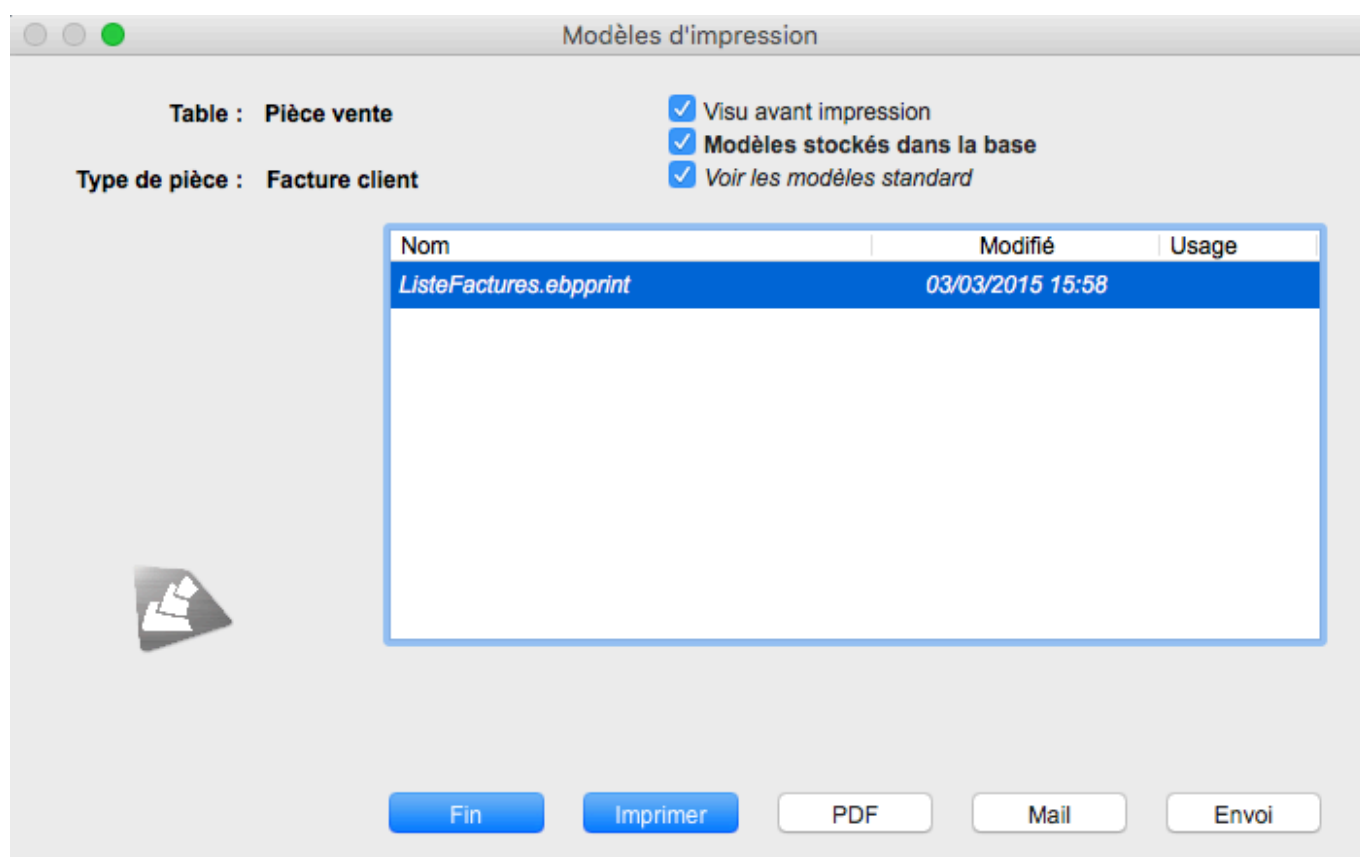 Modèles d'impression
Table : Pièce vente
Visu avant impression
Modèles stockés dans la base
Type de pièce : Facture client
Voir les modèles standard
Nom Modifié Usage
ListeFactures.ebpprint 03/03/2015 15:58
Fin Imprimer PDF Mail Envoi